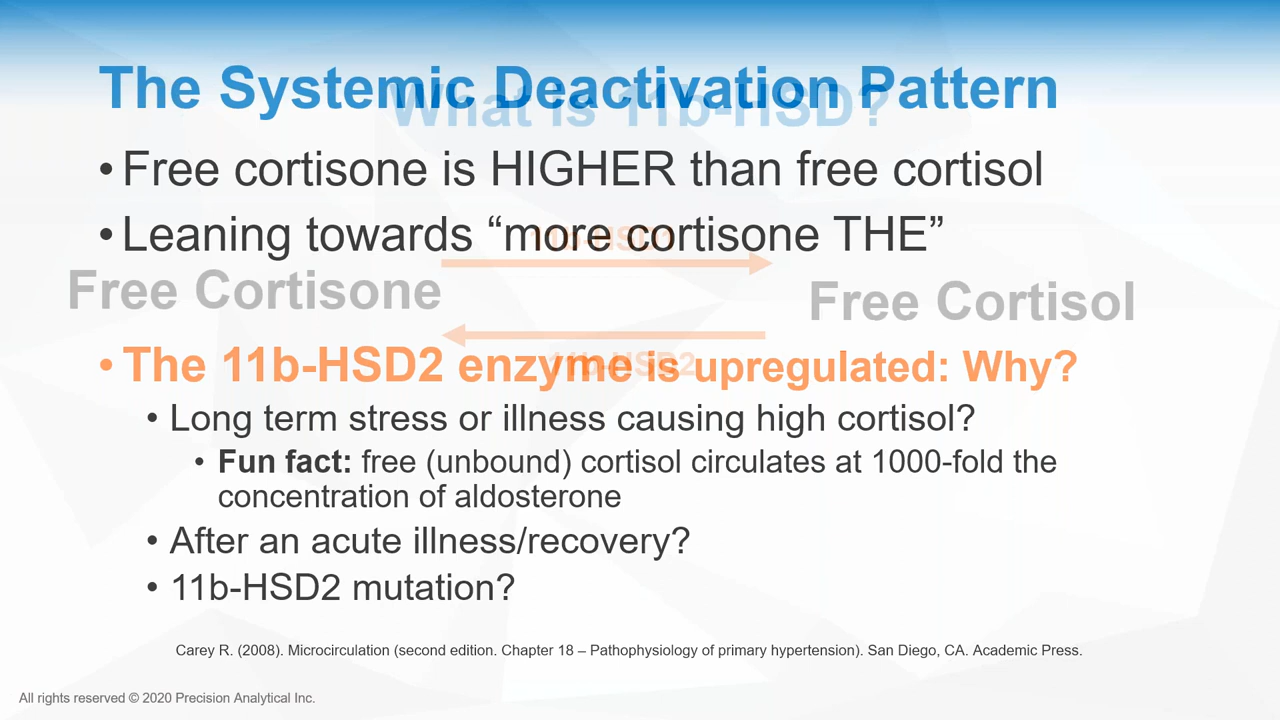 The Systemic Deactivation Pattern
What is 11b-HSD?
• Free cortisone is HIGHER than free cortisol
• Leaning towards “more cortisone THE”
11b-HSD1
Free Cortisone
Free Cortisol
• The 11b-HSD2 enzyme is upregulated: Why?
11b-HSD2
• Long term stress or illness causing high cortisol?
• Fun fact: free (unbound) cortisol circulates at 1000-fold the
concentration of aldosterone
• After an acute illness/recovery?
• 11b-HSD2 mutation?
Carey R. (2008). Microcirculation (second edition. Chapter 18 – Pathophysiology of primary hypertension). San Diego, CA. Academic Press.
All rights reserved © 2020 Precision Analytical Inc.